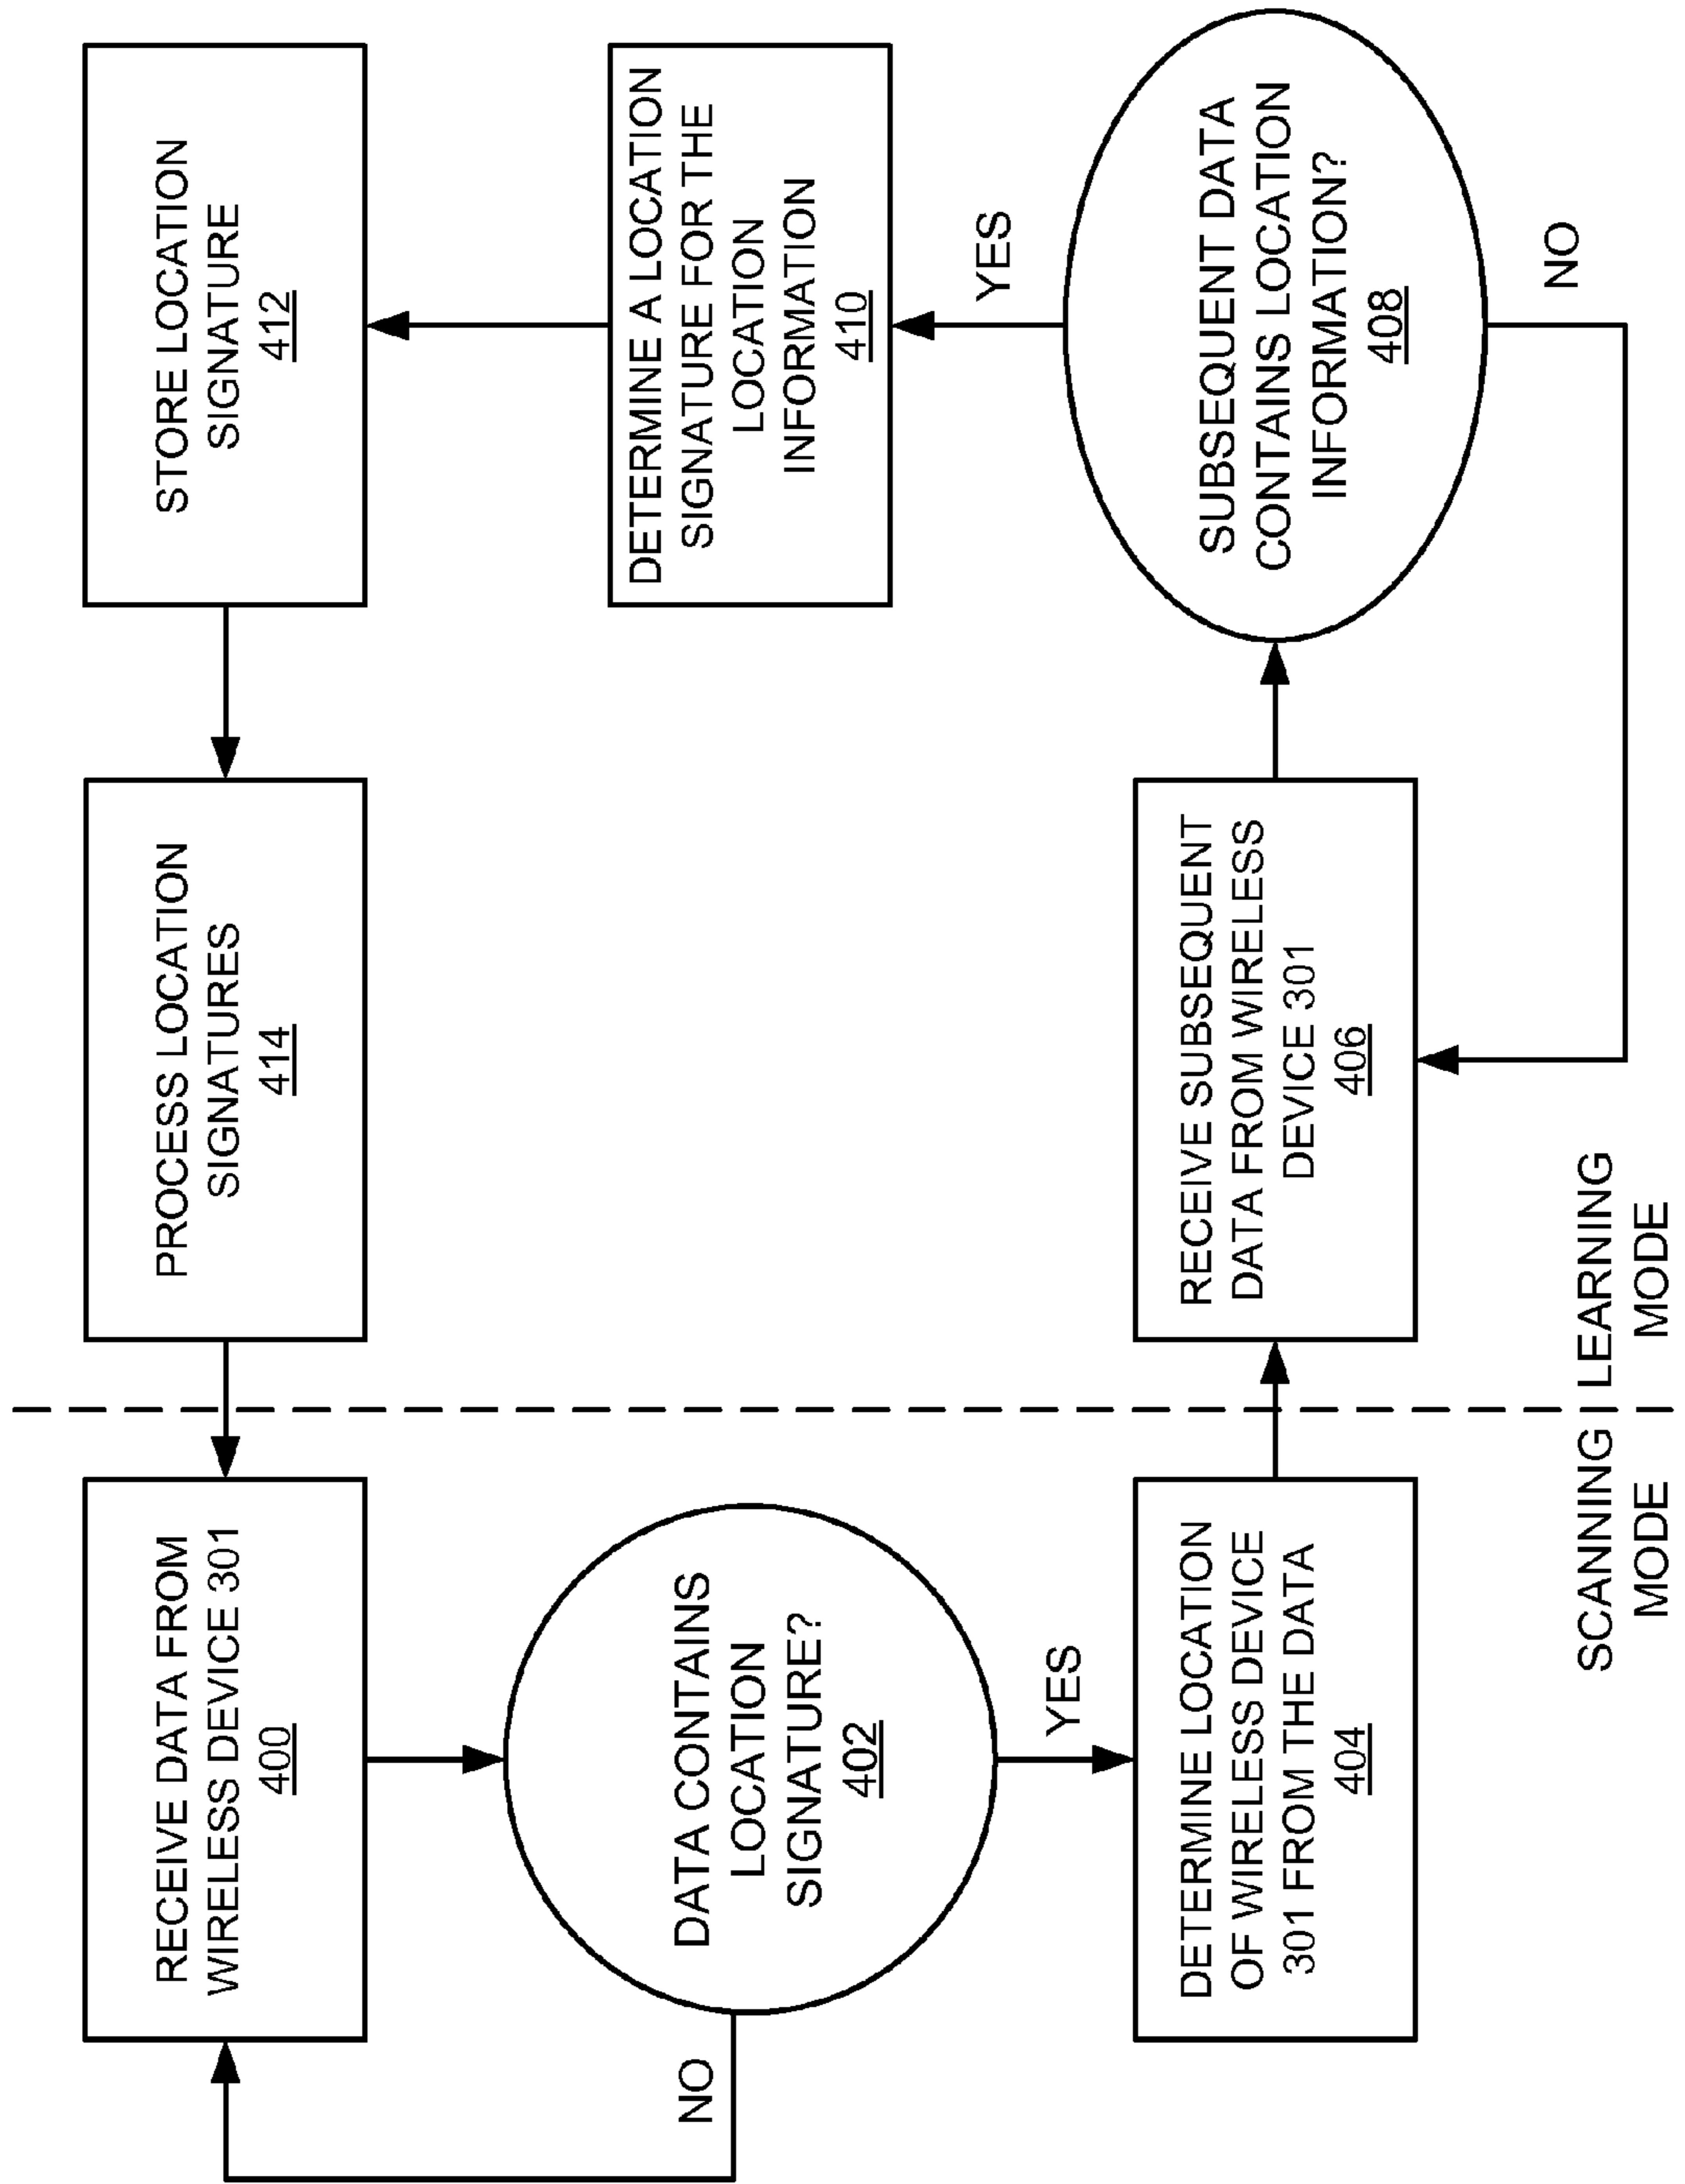 RECEIVE DATA FROM
WIRELESS DEVICE 301
400
DATA CONTAINS
LOCATION
SIGNATURE?
402
NO
YES
DETERMINE LOCATION
OF WIRELESS DEVICE
301 FROM THE DATA
404
SCANNING
MODE
LEARNING
MODE
RECEIVE SUBSEQUENT
DATA FROM WIRELESS
DEVICE 301
406
SUBSEQUENT DATA
CONTAINS LOCATION
INFORMATION?
408
NO
YES
DETERMINE A LOCATION
SIGNATURE FOR THE
LOCATION
INFORMATION
410
STORE LOCATION
SIGNATURE
412
PROCESS LOCATION
SIGNATURES
414